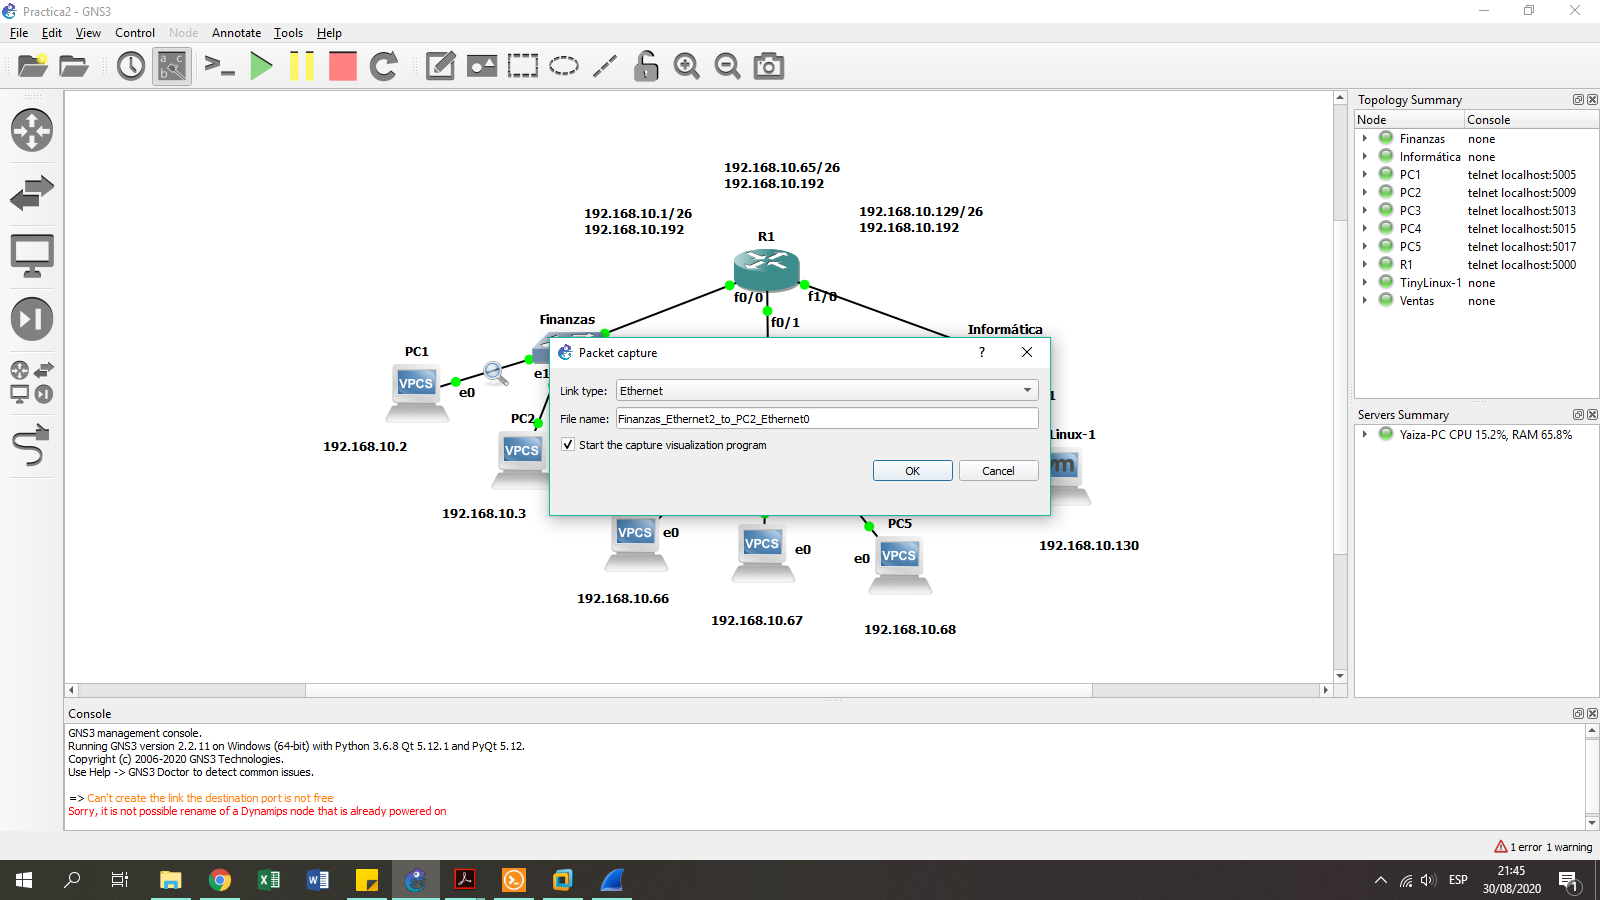 Practica2 - GNS3
File Edit View Control Node Annotate Tools Help
192.168.10.65/26
192.168.10.192
192.168.10.1/26
192.168.10.192
192.168.10.129/26
192.168.10.192
R1
f0/0
f1/0
f0/1
Finanzas
Informática
PC1
VPCS
e0
e1
192.168.10.2
PC2
VPCS
192.168.10.3
Packet capture
?
Link type: Ethernet
File name: Finanzas_Ethernet2_to_PC2_Ethernet0
Start the capture visualization program
OK Cancel
1
Linux-1
m
192.168.10.130
VPCS
e0
192.168.10.66
VPCS
e0
192.168.10.67
PC5
VPCS
e0
192.168.10.68
Topology Summary
Node Console
Finanzas none
Informática none
PC1 telnet localhost:5005
PC2 telnet localhost:5009
PC3 telnet localhost:5013
PC4 telnet localhost:5015
PC5 telnet localhost:5017
R1 telnet localhost:5000
TinyLinux-1 none
Ventas none
Servers Summary
Yaiza-PC CPU 15.2%, RAM 65.8%
Console
GNS3 management console.
Running GNS3 version 2.2.11 on Windows (64-bit) with Python 3.6.8 Qt 5.12.1 and PyQt 5.12.
Copyright (c) 2006-2020 GNS3 Technologies.
Use Help -> GNS3 Doctor to detect common issues.
=> Can't create the link the destination port is not free
Sorry, it is not possible rename of a Dynamips node that is already powered on
1 error 1 warning
ESP
21:45
30/08/2020
1